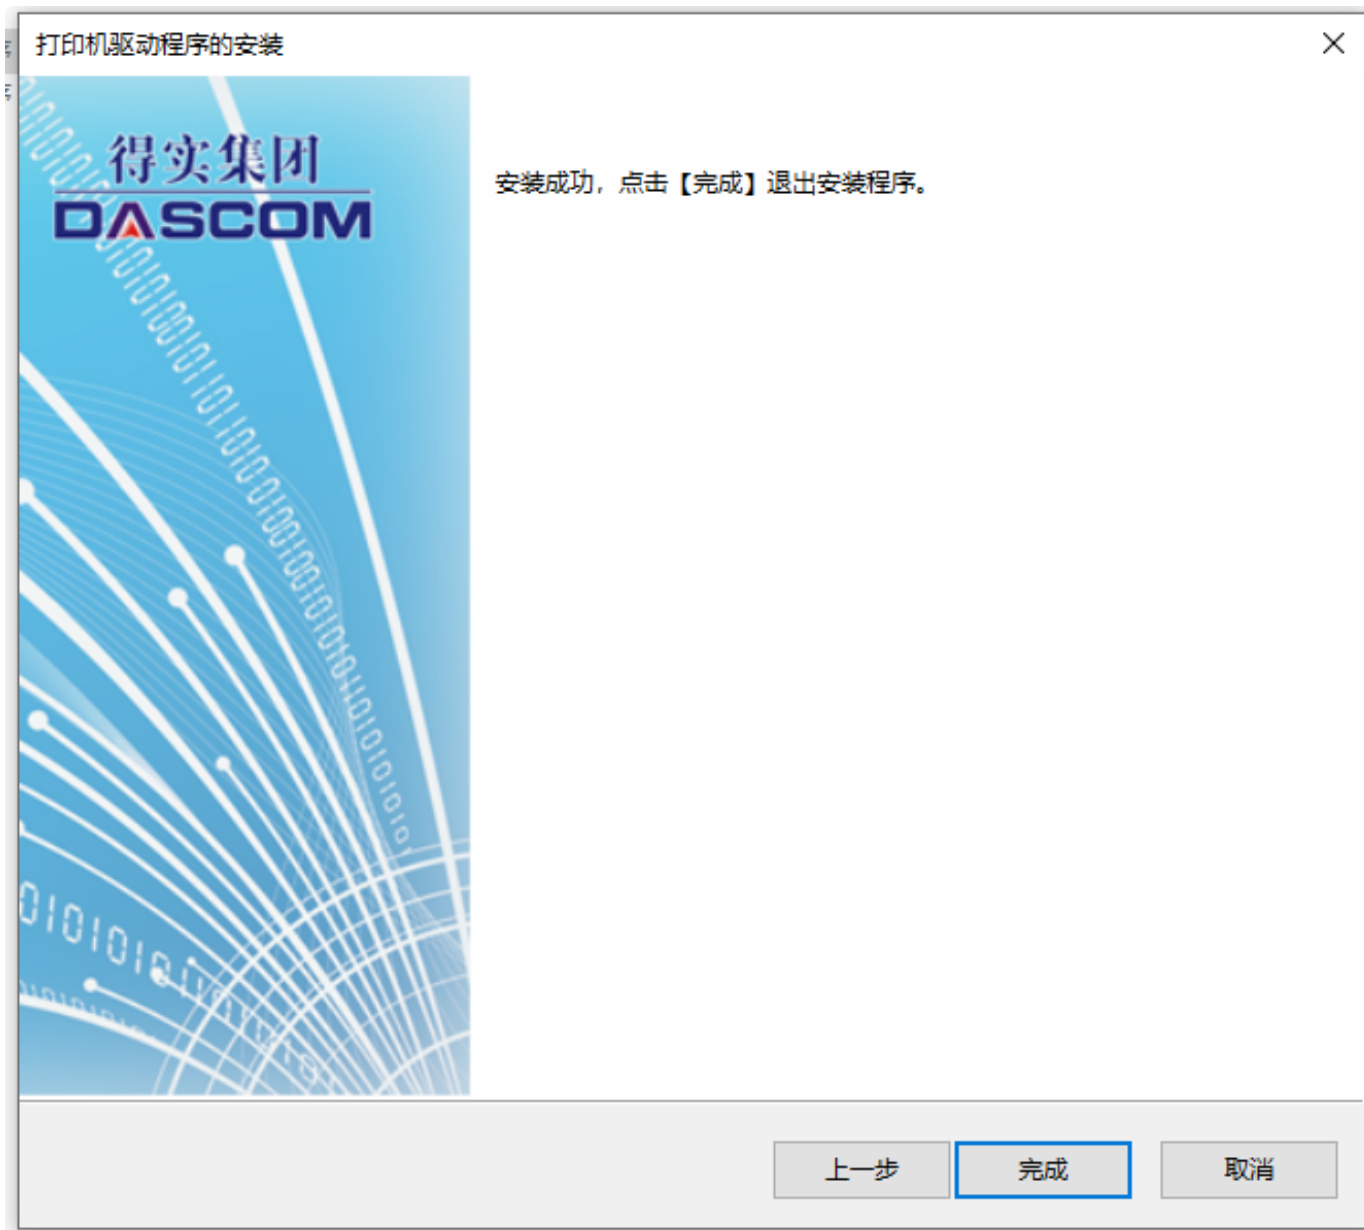 打印机驱动程序的安装
得实集团
DASCOM
安装成功，点击【完成】退出安装程序。
上一步
完成
取消